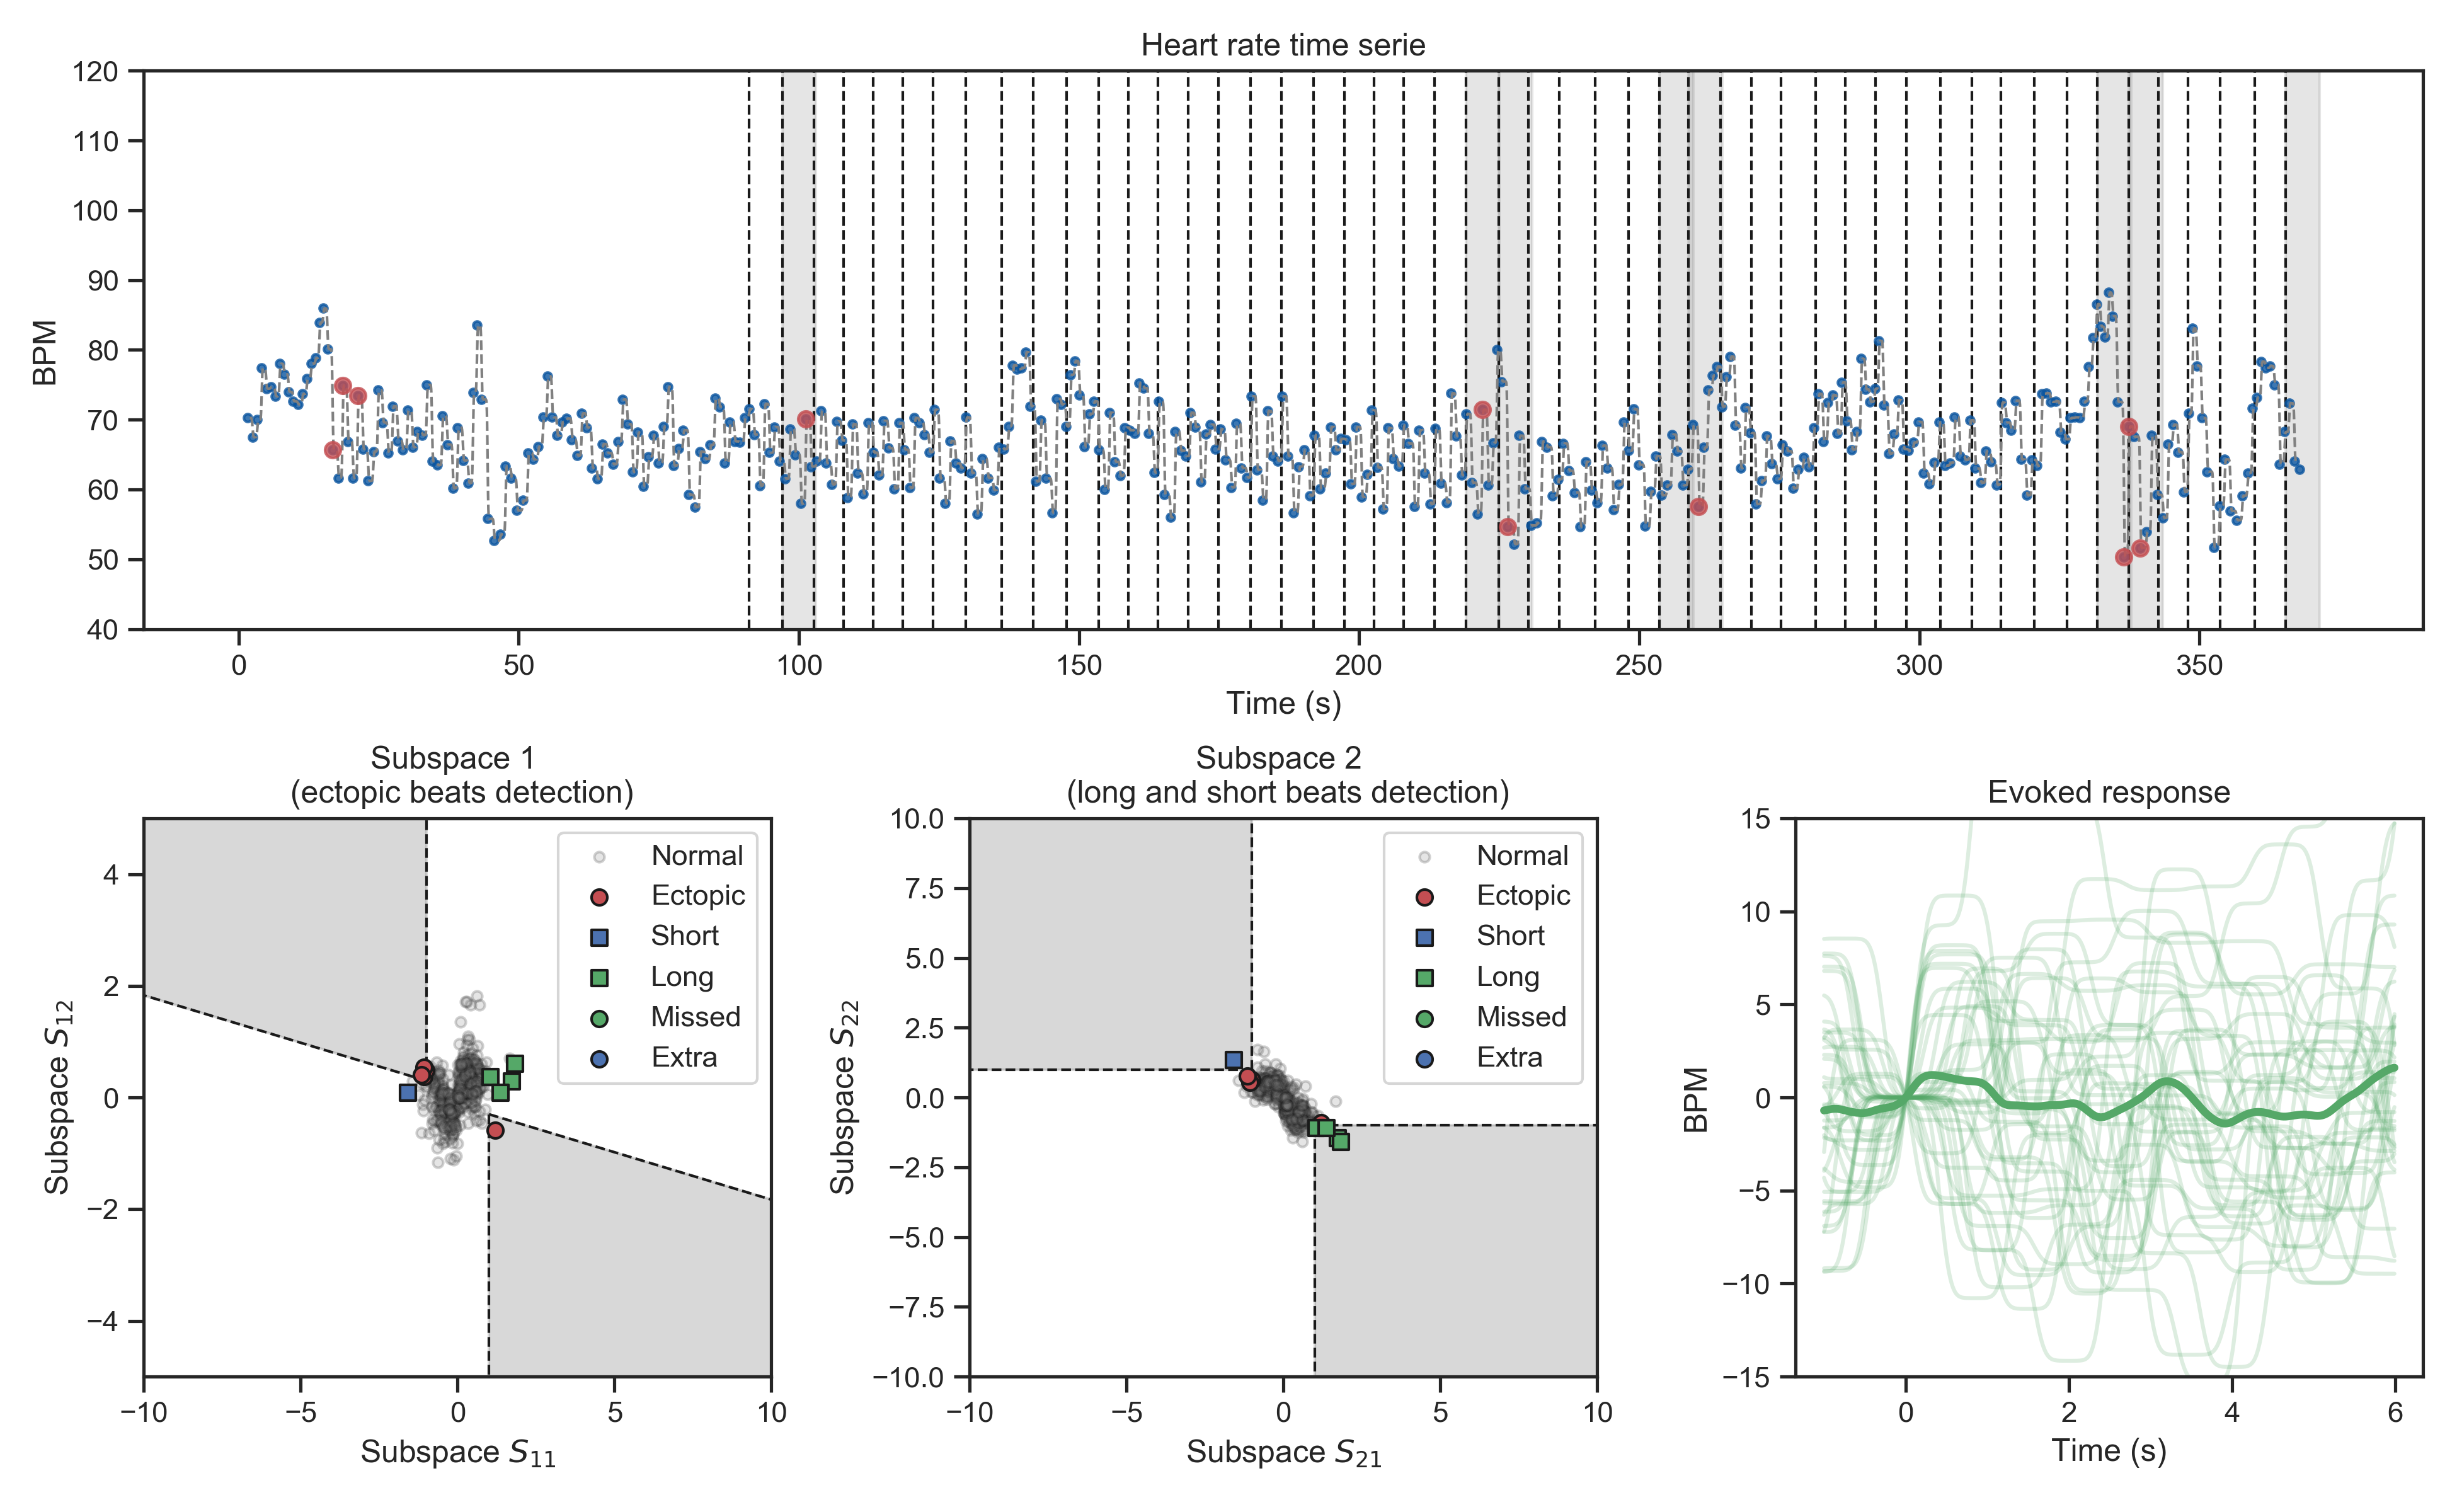 Heart rate time serie
120
110
100
90
80
70
60
50
40
BPM
0 50 100 150 200 250 300 350
Time (s)
Subspace 1
(ectopic beats detection)
4
2
0
−2
−4
Subspace S12
Normal
Ectopic
Short
Long
Missed
Extra
−10 −5 0 5 10
Subspace S11
Subspace 2
(long and short beats detection)
10.0
7.5
5.0
2.5
0.0
−2.5
−5.0
−7.5
−10.0
Subspace S22
Normal
Ectopic
Short
Long
Missed
Extra
−10 −5 0 5 10
Subspace S21
Evoked response
15
10
5
0
−5
−10
−15
BPM
0 2 4 6
Time (s)